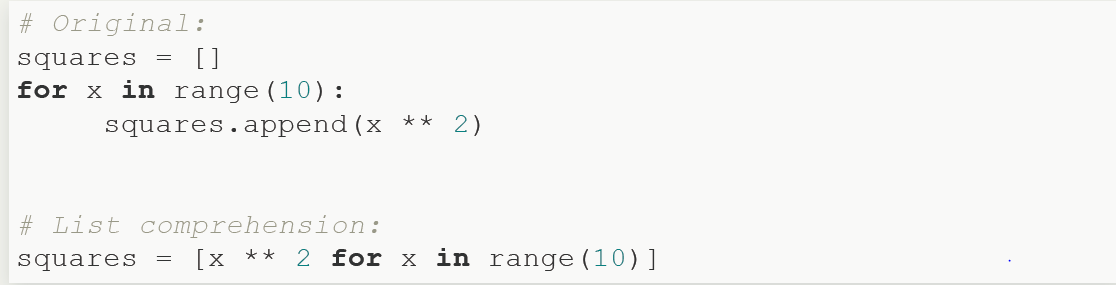 # Original:
squares = []
for x in range(10):
     squares.append(x ** 2)
# List comprehension:
squares = [x ** 2 for x in range(10)]